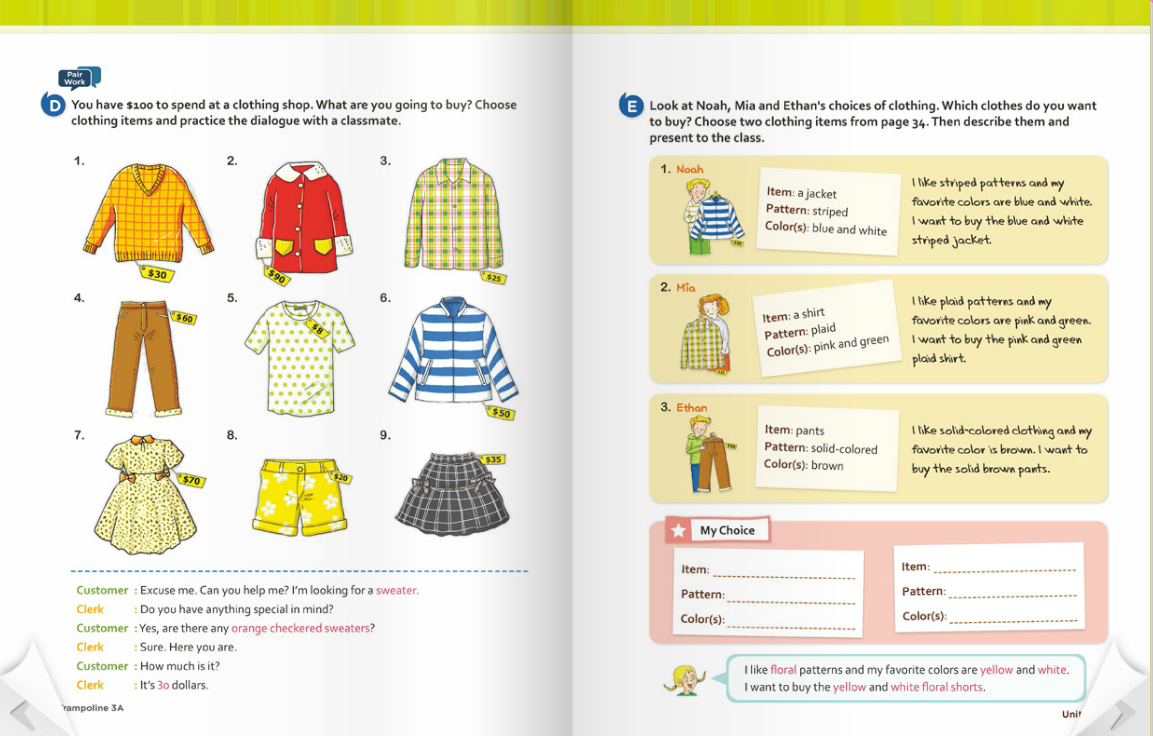 Pair
Work
D You have $100 to spend at a clothing shop. What are you going to buy? Choose
clothing items and practice the dialogue with a classmate.
1.
2.
3.
$30
$90
$25
4.
5.
6.
$60
$8
$50
7.
8.
9.
$70
$20
$35
Customer : Excuse me. Can you help me? I'm looking for a sweater.
Clerk : Do you have anything special in mind?
Customer : Yes, are there any orange checkered sweaters?
Clerk : Sure. Here you are.
Customer : How much is it?
Clerk : It's 30 dollars.
rampoline 3A
E Look at Noah, Mia and Ethan's choices of clothing. Which clothes do you want
to buy? Choose two clothing items from page 34. Then describe them and
present to the class.
1. Noah
Item: a jacket
Pattern: striped
Color(s): blue and white
I like striped patterns and my
favorite colors are blue and white.
I want to buy the blue and white
striped jacket.
2. Mia
Item: a shirt
Pattern: plaid
Color(s): pink and green
I like plaid patterns and my
favorite colors are pink and green.
I want to buy the pink and green
plaid shirt.
3. Ethan
Item: pants
Pattern: solid-colored
Color(s): brown
I like solid-colored clothing and my
favorite color is brown. I want to
buy the solid brown pants.
My Choice
Item:
Pattern:
Color(s):
Item:
Pattern:
Color(s):
I like floral patterns and my favorite colors are yellow and white.
I want to buy the yellow and white floral shorts.
Unit